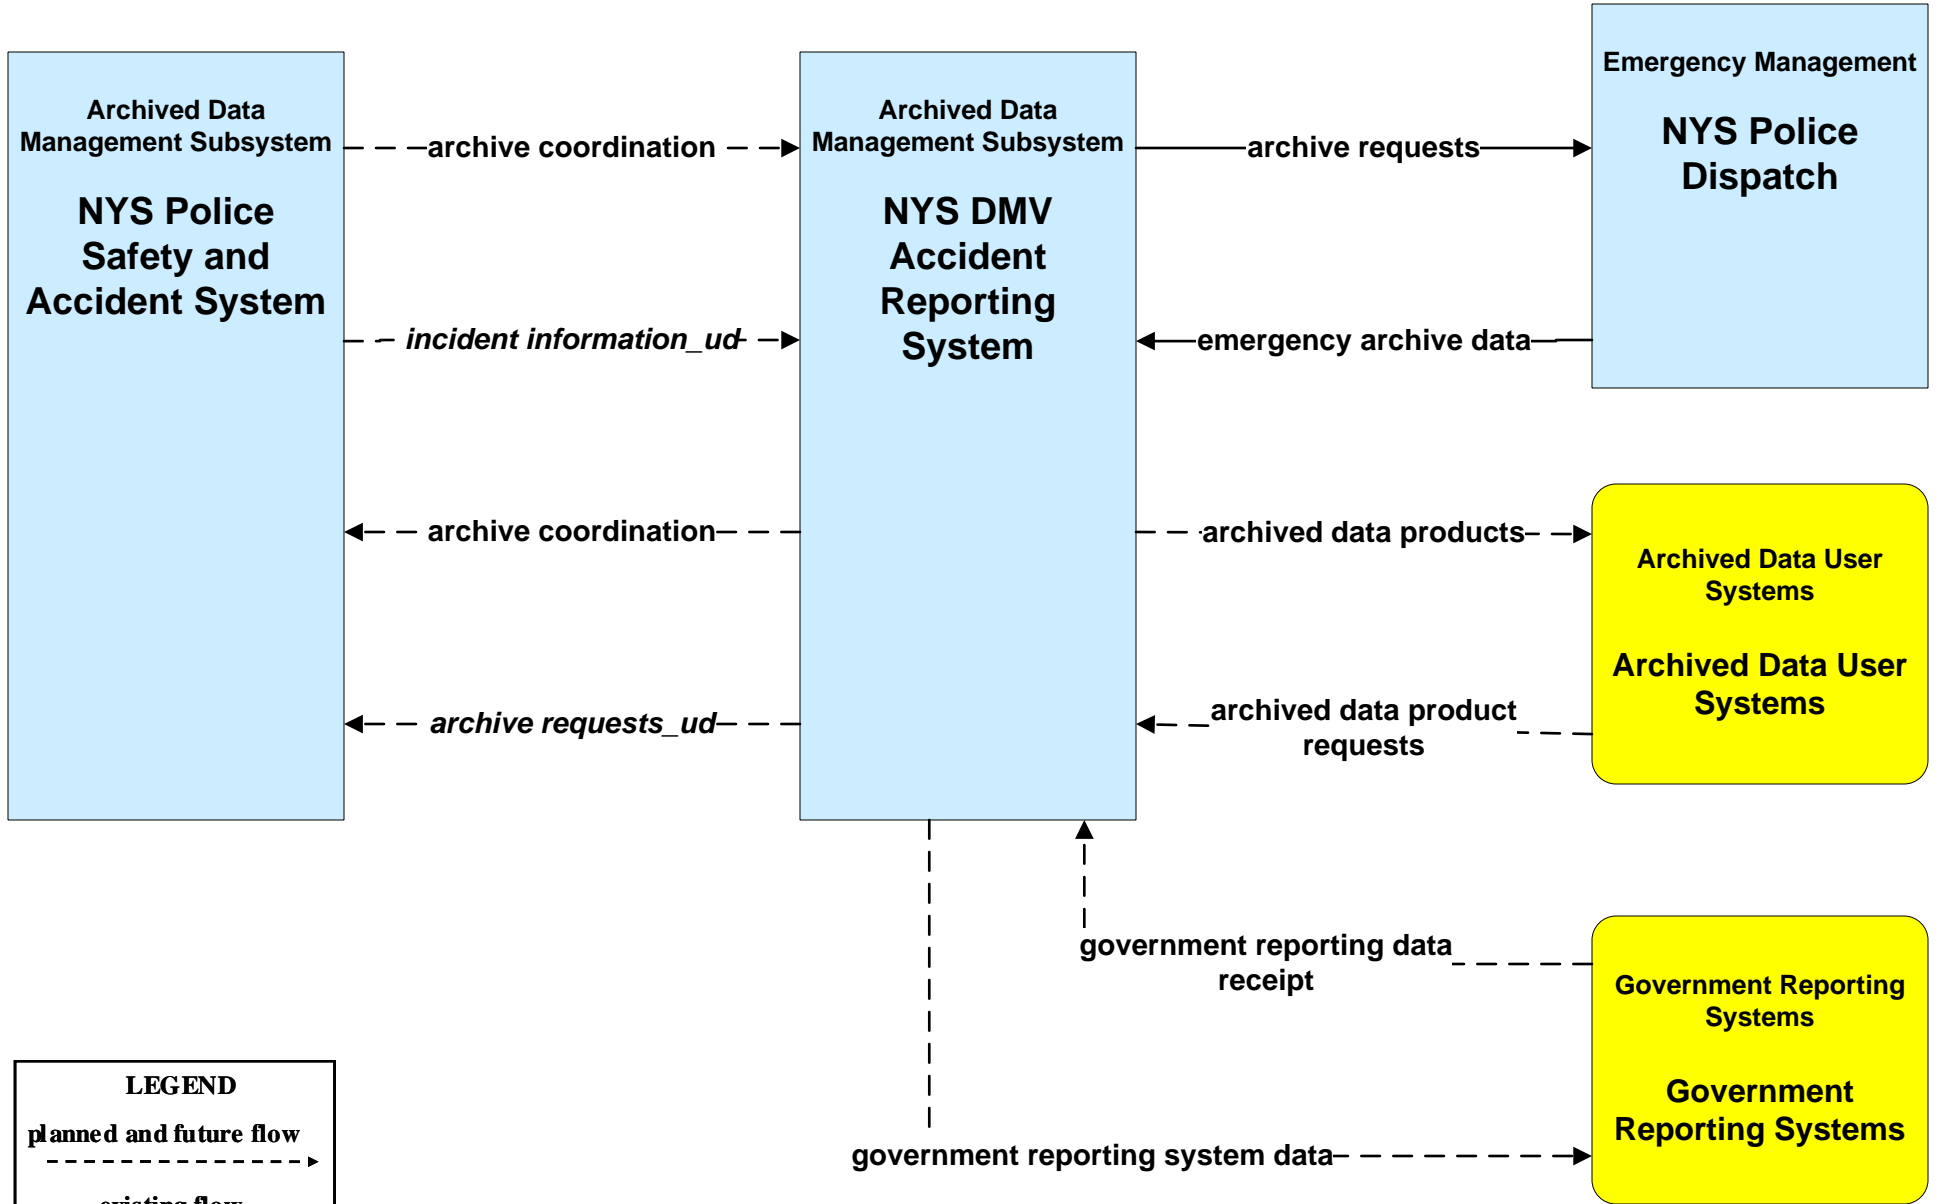 Archived Data
Management Subsystem
NYS Police
Safety and
Accident System
archive coordination
incident information_ud
archive coordination
archive requests_ud
Archived Data
Management Subsystem
NYS DMV
Accident
Reporting
System
archive requests
emergency archive data
archived data products
archived data product
requests
Emergency Management
NYS Police
Dispatch
Archived Data User
Systems
Archived Data User
Systems
government reporting data
receipt
government reporting system data
Government Reporting
Systems
Government
Reporting Systems
LEGEND
planned and future flow
existing flow